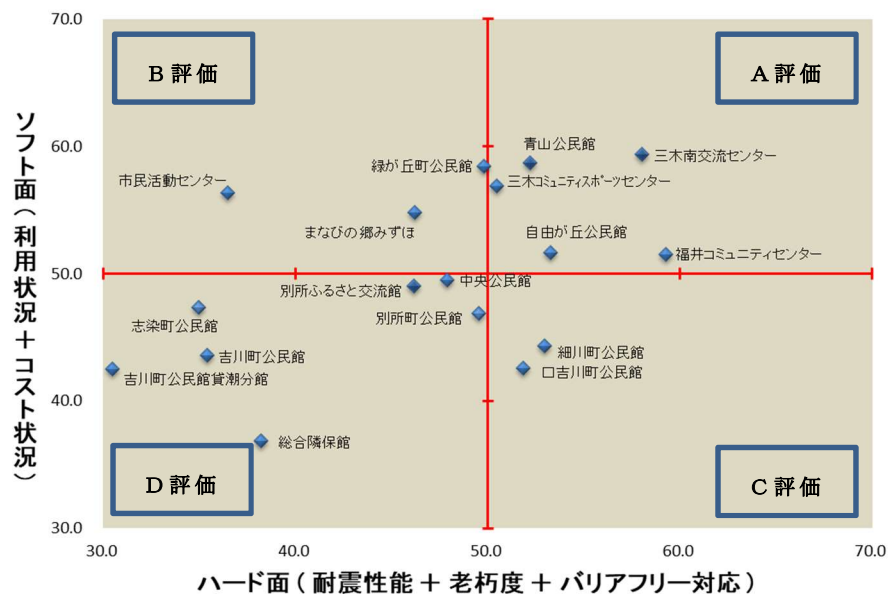 70.0
B 評価
A 評価
60.0
青山公民館
三木南交流センター
緑が丘町公民館
三木コミュニティスポーツセンター
市民活動センター
まなびの郷みずほ
自由が丘公民館
福井コミュニティセンター
50.0
中央公民館
別所ふるさと交流館
別所町公民館
志染町公民館
吉川町公民館
細川町公民館
口吉川町公民館
吉川町公民館貸潮分館
40.0
総合隣保館
D 評価
C 評価
30.0
30.0
40.0
50.0
60.0
70.0
ソフト面(利用状況+コスト状況)
ハード面(耐震性能+老朽度+バリアフリー対応)